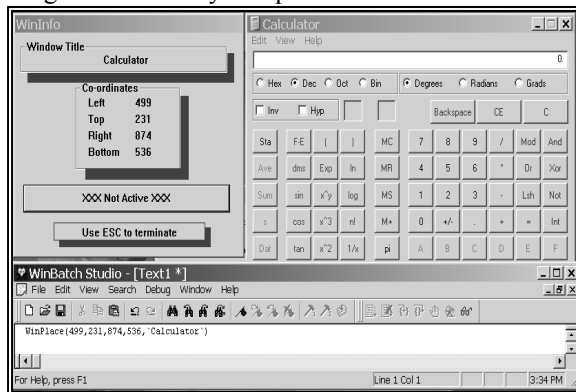 WinInfo
Window Title
Calculator
Co-ordinates
Left 499
Top 231
Right 874
Bottom 536
XXX Not Active XXX
Use ESC to terminate
Calculator
Edit View Help
0.
Hex Dec Oct Bin Degrees Radians Grads
Inv Hyp Backspace CE C
Sta F-E ( ) MC 7 8 9 / Mod And
Ave dms Exp ln MR 4 5 6 * Or Xor
Sum sin x^y log MS 1 2 3 - Lsh Not
s cos x^3 n! M+ 0 +/- . + = Int
Dat tan x^2 1/x pi A B C D E F
WinBatch Studio - [Text1 *]
File Edit View Search Debug Window Help
WinPlace(499,231,874,536,`Calculator`)
For Help, press F1 Line 1 Col 1 3:34 PM